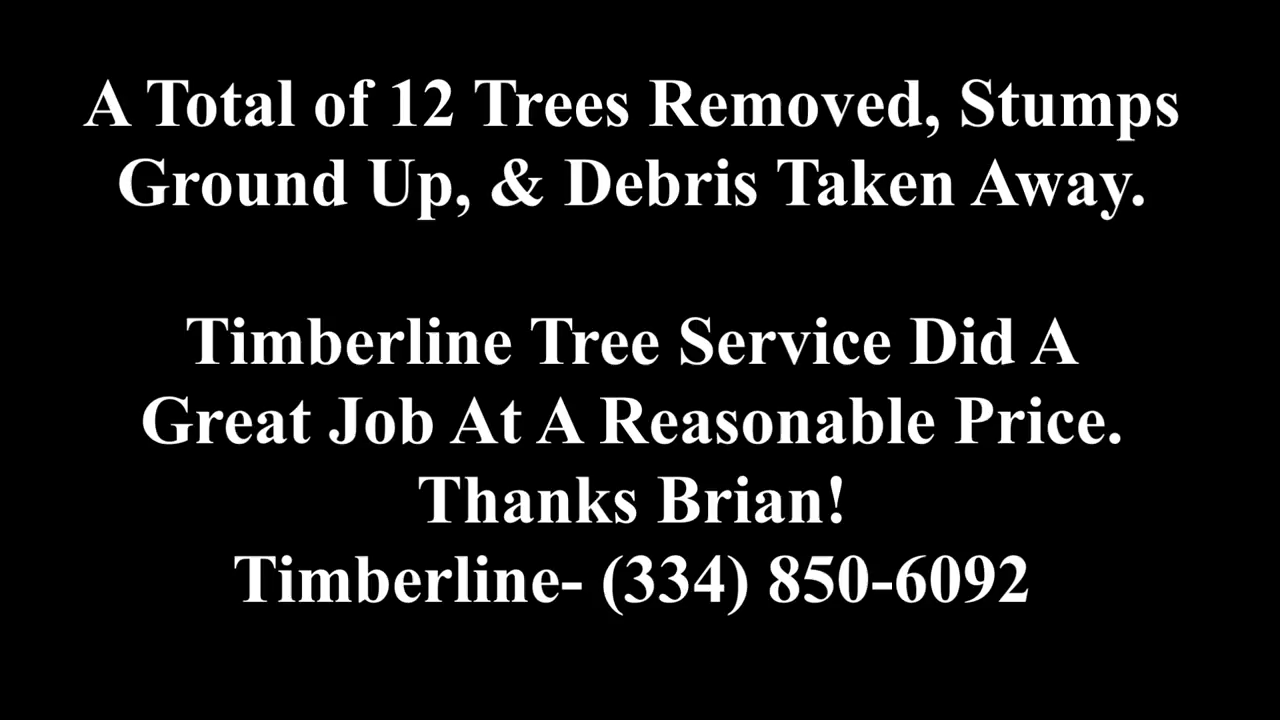 A Total of 12 Trees Removed, Stumps
Ground Up, & Debris Taken Away.
Timberline Tree Service Did A
Great Job At A Reasonable Price.
Thanks Brian!
Timberline- (334) 850-6092